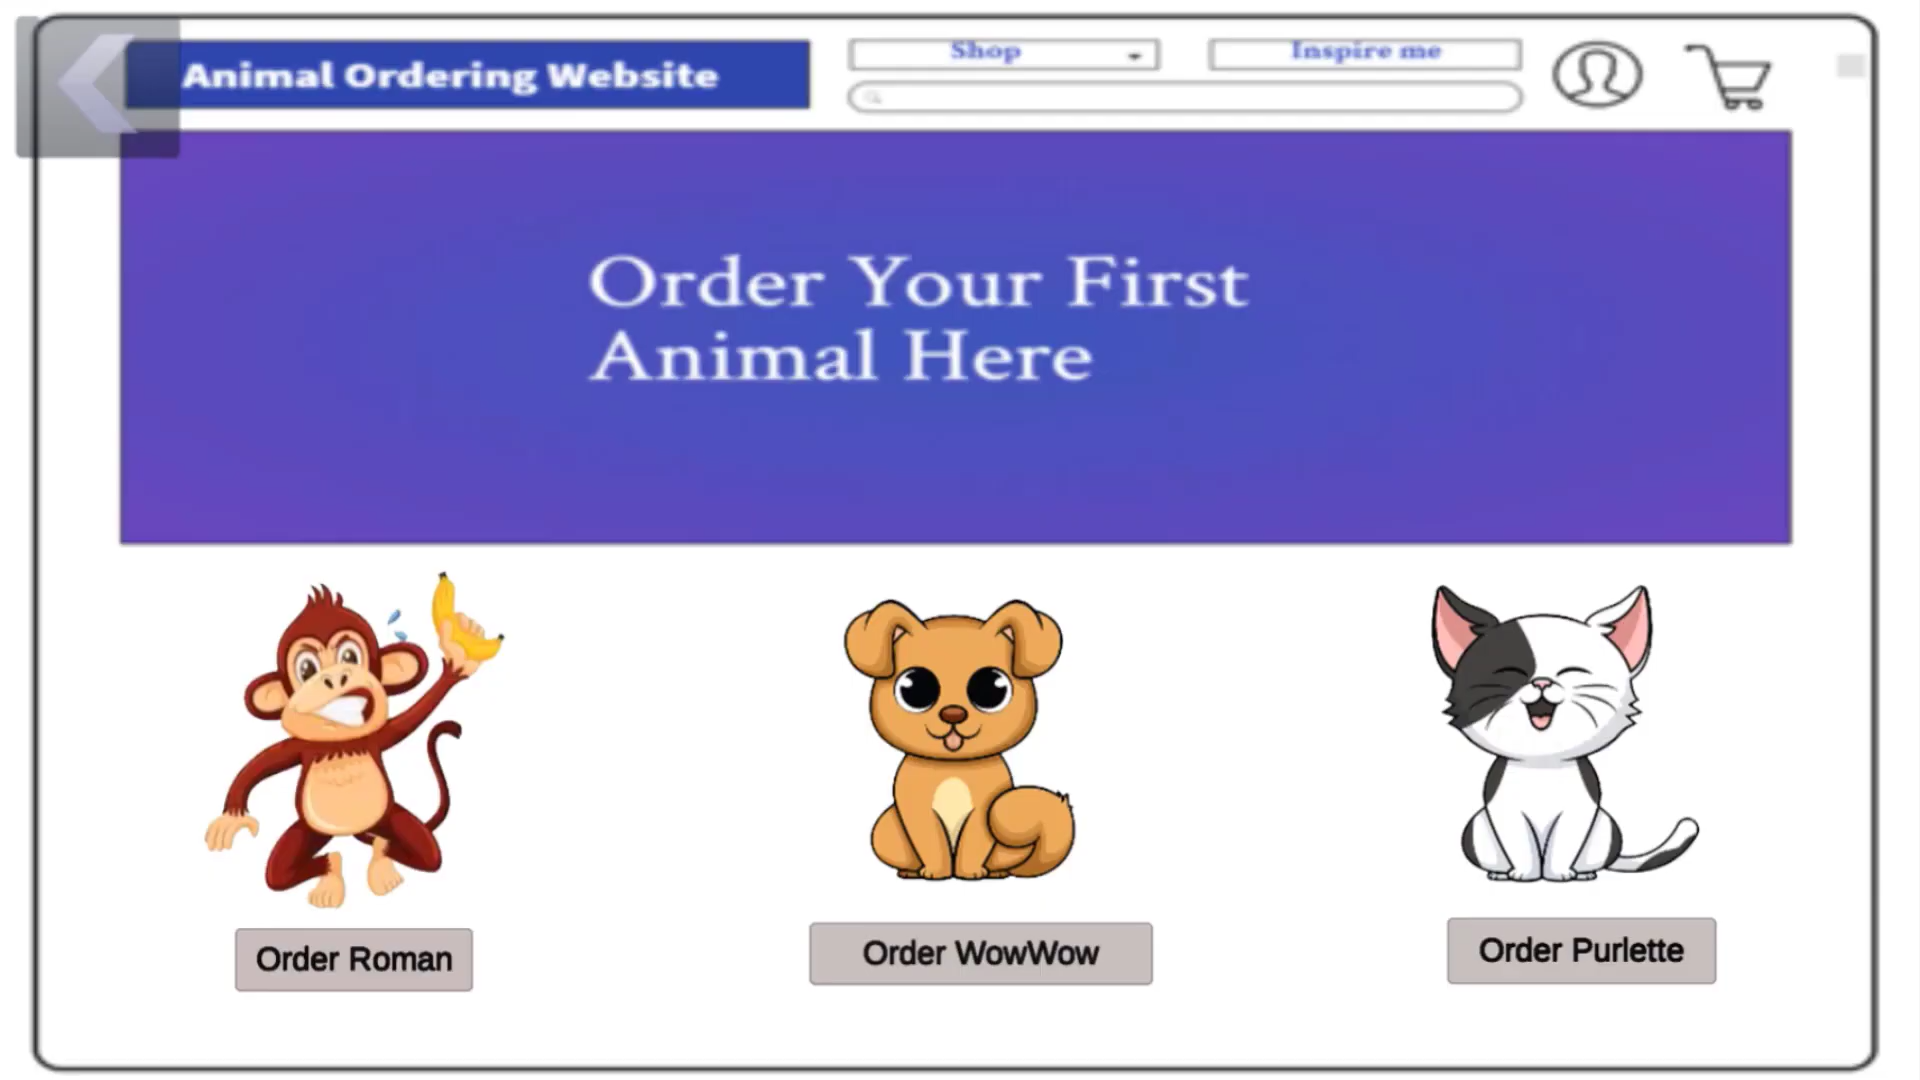 Animal Ordering Website
Shop
Inspire me
Order Your First
Animal Here
Order Roman
Order WowWow
Order Purlette